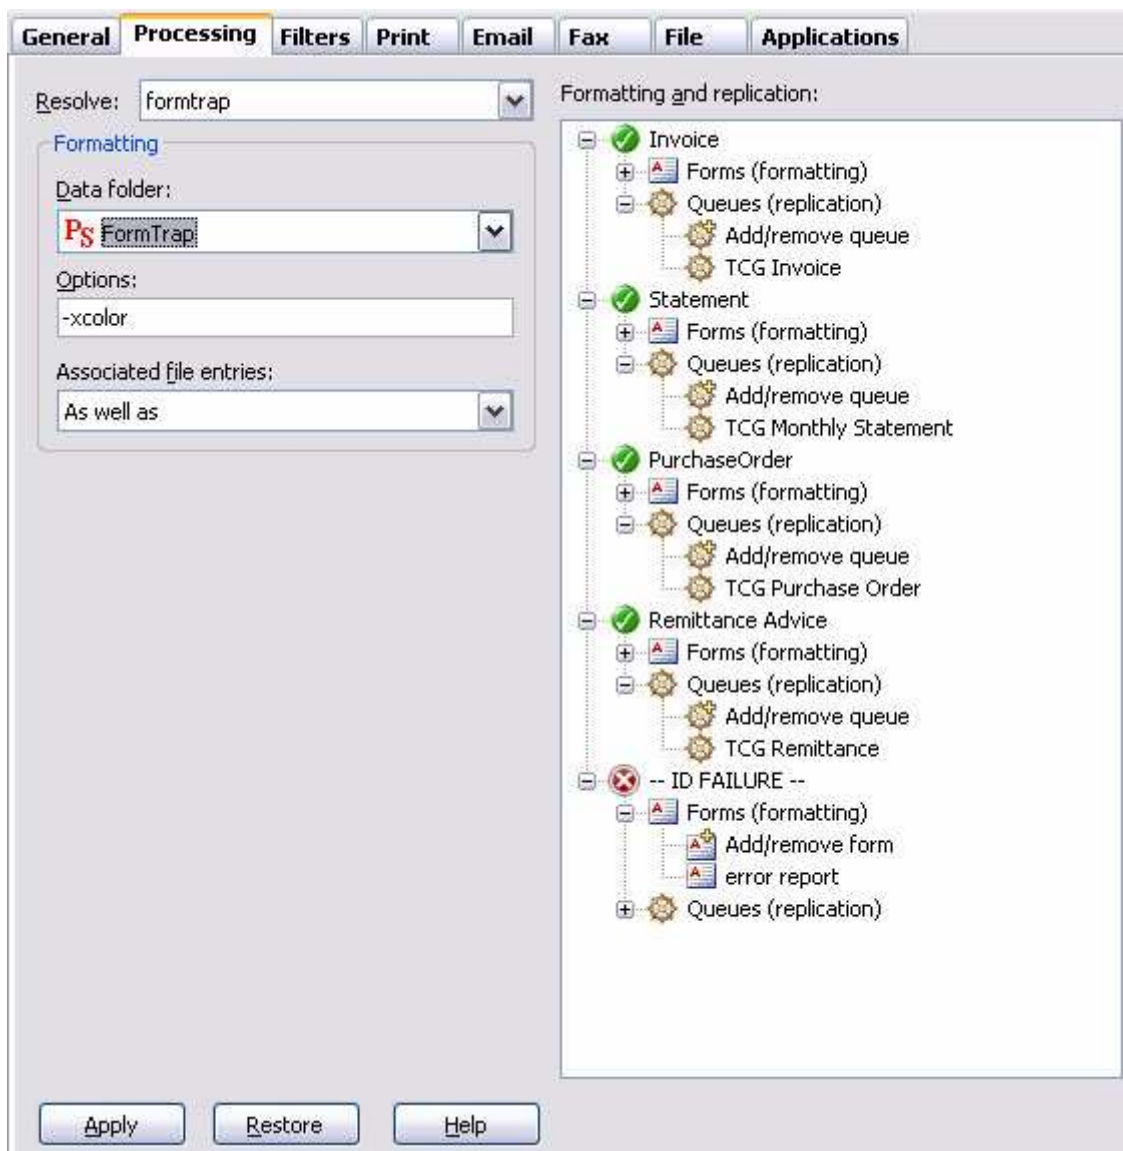 General Processing Filters Print Email Fax File Applications
Resolve: formtrap
Formatting
Data folder:
PS FormTrap
Options:
-xcolor
Associated file entries:
As well as
Formatting and replication:
Invoice
Forms (formatting)
Queues (replication)
Add/remove queue
TCG Invoice
Statement
Forms (formatting)
Queues (replication)
Add/remove queue
TCG Monthly Statement
PurchaseOrder
Forms (formatting)
Queues (replication)
Add/remove queue
TCG Purchase Order
Remittance Advice
Forms (formatting)
Queues (replication)
Add/remove queue
TCG Remittance
-- ID FAILURE --
Forms (formatting)
Add/remove form
error report
Queues (replication)
Apply Restore Help